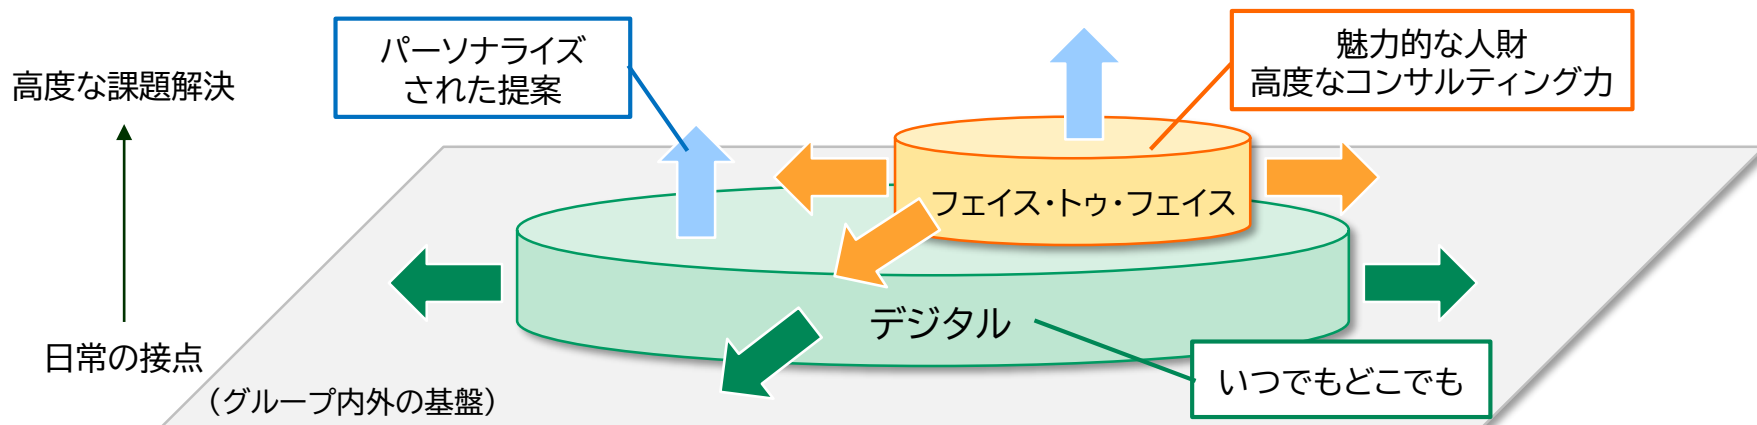 パーソナライズ
された提案
魅力的な人財
高度なコンサルティング力
高度な課題解決
フェイス・トゥ・フェイス
デジタル
日常の接点
いつでもどこでも
（グループ内外の基盤）